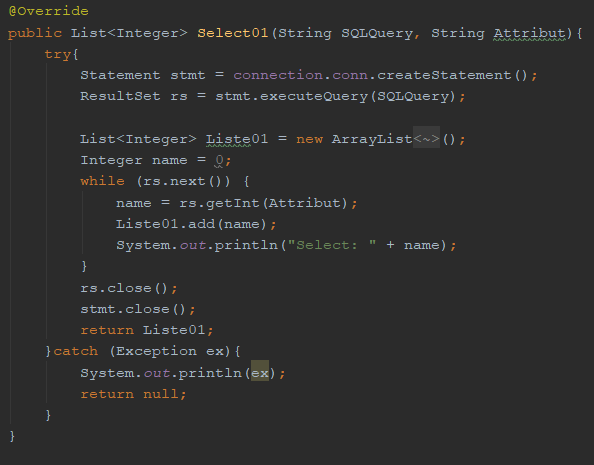 @Override
public List<Integer> Select01(String SQLQuery, String Attribut){
try{
Statement stmt = connection.conn.createStatement();
ResultSet rs = stmt.executeQuery(SQLQuery);
List<Integer> Liste01 = new ArrayList<~>();
Integer name = 0;
while (rs.next()) {
name = rs.getInt(Attribut);
Liste01.add(name);
System.out.println("Select: " + name);
}
rs.close();
stmt.close();
return Liste01;
}catch (Exception ex){
System.out.println(ex);
return null;
}
}